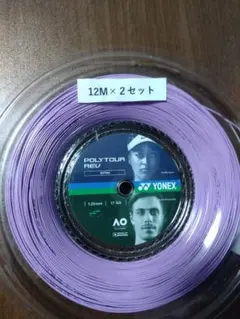 12M×2セット
POLYTOUR
REV
YONEX
1.25mm
17 GA
AO